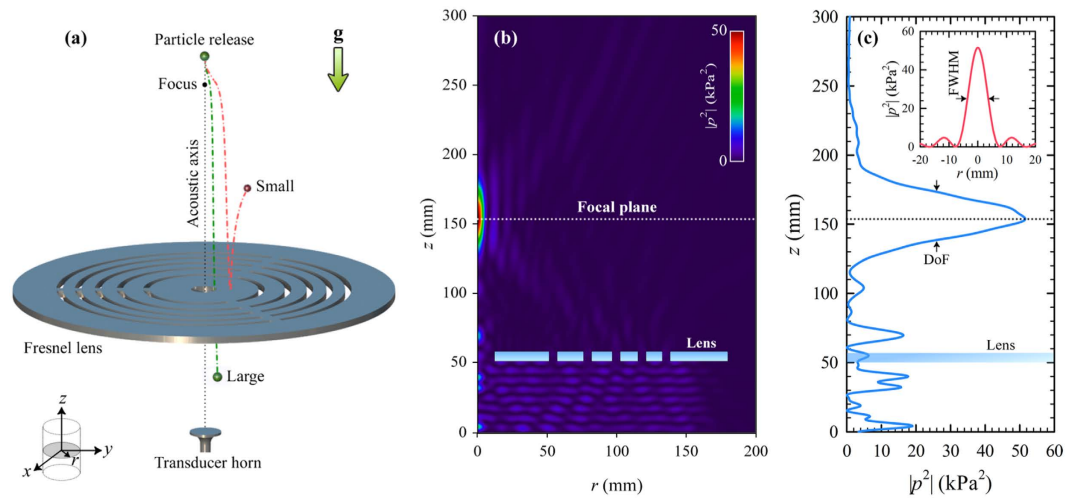 (a)
Particle release
g
Focus
Acoustic axis
Small
Fresnel lens
Large
Transducer horn
z
y
x
r
(b)
50
|p²| (kPa²)
0
Focal plane
Lens
300
250
200
150
100
50
0
z (mm)
0
50
100
150
200
r (mm)
(c)
60
40
20
0
|p²| (kPa²)
FWHM
-20
-10
0
10
20
r (mm)
DoF
Lens
300
250
200
150
100
50
0
z (mm)
0
10
20
30
40
50
60
|p²| (kPa²)